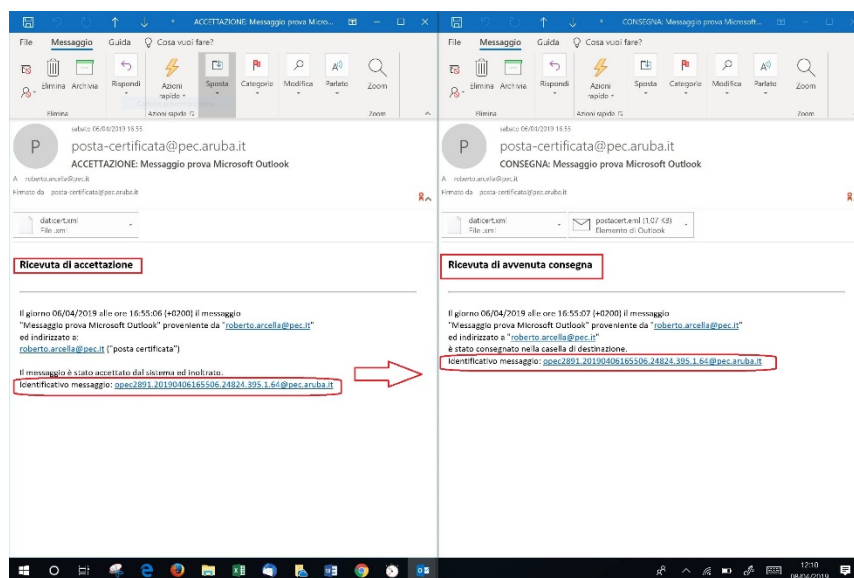 ACCETTAZIONE: Messaggio prova Micro...
File Messaggio Guida Cosa vuoi fare?
Elimina Archivia Rispondi Azioni rapide Sposta Categorie Modifica Parlato Zoom
Elimina Azioni rapide Zoom
sabato 06/04/2019 16:55
P
posta-certificata@pec.aruba.it
ACCETTAZIONE: Messaggio prova Microsoft Outlook
A roberto.arcella@pec.it
Firmato da posta-certificata@pec.aruba.it
daticert.xml
File .xml
Ricevuta di accettazione
Il giorno 06/04/2019 alle ore 16:55:06 (+0200) il messaggio
"Messaggio prova Microsoft Outlook" proveniente da "roberto.arcella@pec.it"
ed indirizzato a:
roberto.arcella@pec.it ("posta certificata")
Il messaggio è stato accettato dal sistema ed inoltrato.
Identificativo messaggio: opec2891.20190406165506.24824.395.1.64@pec.aruba.it
CONSEGNA: Messaggio prova Microsoft...
File Messaggio Guida Cosa vuoi fare?
Elimina Archivia Rispondi Azioni rapide Sposta Categorie Modifica Parlato Zoom
Elimina Azioni rapide Zoom
sabato 06/04/2019 16:55
P
posta-certificata@pec.aruba.it
CONSEGNA: Messaggio prova Microsoft Outlook
A roberto.arcella@pec.it
Firmato da posta-certificata@pec.aruba.it
daticert.xml
File .xml
postacert.eml (1,07 KB)
Elemento di Outlook
Ricevuta di avvenuta consegna
Il giorno 06/04/2019 alle ore 16:55:07 (+0200) il messaggio
"Messaggio prova Microsoft Outlook" proveniente da "roberto.arcella@pec.it"
ed indirizzato a "roberto.arcella@pec.it"
è stato consegnato nella casella di destinazione.
Identificativo messaggio: opec2891.20190406165506.24824.395.1.64@pec.aruba.it
12:10
08/04/2019